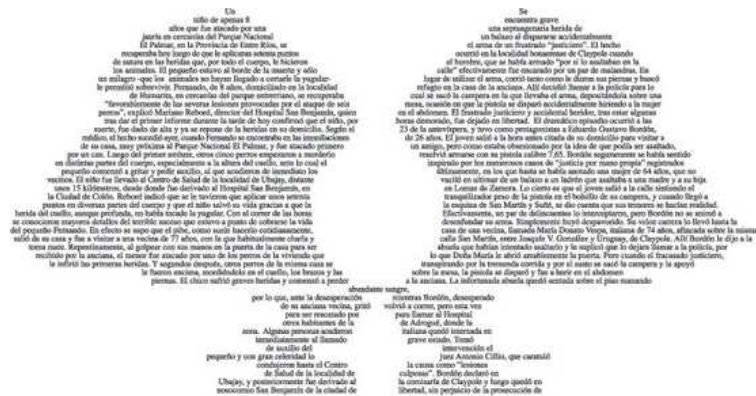 Un
niño de apenas 8
años que fue atacado por una
jauría en cercanías del Parque Nacional
El Palmar, en la Provincia de Entre Ríos, se
recuperaba hoy luego de que le aplicaran setenta puntos
de sutura en las heridas que, por todo el cuerpo, le hicieron
los animales. El pequeño estuvo al borde de la muerte y sólo
un milagro -que los animales no hayan llegado a cortarle la yugular-
le permitió sobrevivir. Fernando, de 8 años, domiciliado en la localidad
de Humaita, en cercanías del parque entrerriano, se recuperaba
"favorablemente de las severas lesiones provocadas por el ataque de seis
perros", explicó Mariano Rebord, director del Hospital San Benjamín, quien
tras dar el primer informe durante la tarde de hoy confirmó que el niño, por
suerte, fue dado de alta y ya se repone de la heridas en su domicilio. Según el
médico, el hecho sucedió ayer, cuando Fernando se encontraba en las inmediaciones
de su casa, muy próxima al Parque Nacional El Palmar, y fue atacado primero
por un can. Luego del primer embate, otros cinco perros empezaron a morderlo
en distintas partes del cuerpo, especialmente a la altura del cuello, ante lo cual el
pequeño comenzó a gritar y pedir auxilio, al que acudieron de inmediato los
vecinos. El niño fue llevado al Centro de Salud de la localidad de Ubajay, distante
unos 15 kilómetros, desde donde fue derivado al Hospital San Benjamín, en
la Ciudad de Colón. Rebord indicó que se le tuvieron que aplicar unos setenta
puntos en diversas partes del cuerpo y que el niño salvó su vida gracias a que la
herida del cuello, aunque profunda, no había tocado la yugular. Con el correr de las horas
se conocieron mayores detalles del terrible suceso que estuvo a punto de cobrarse la vida
del pequeño Fernando. En efecto se supo que el pibe, como suele hacerlo cotidianamente,
salió de su casa y fue a visitar a una vecina de 77 años, con la que habitualmente charla y
toma mate. Repentinamente, al golpear con sus manos en la puerta de la casa para ser
recibido por la anciana, el menor fue atacado por uno de los perros de la vivienda que
le infirió las primeras heridas. Y segundos después, otros perros de la misma casa se
le fueron encima, mordiéndolo en el cuello, los brazos y las
piernas. El chico sufrió graves heridas y comenzó a perder
abundante sangre,
por lo que, ante la desesperación
de su anciana vecina, gritó
para ser rescatado por
otros habitantes de la
zona. Algunas personas acudieron
inmediatamente al llamado
de auxilio del
pequeño y con gran celeridad lo
condujeron hasta el Centro
de Salud de la localidad de
Ubajay, y posteriormente fue derivado al
nosocomio San Benjamín de la ciudad de
Se
encuentra grave
una septuagenaria herida de
un balazo al dispararse accidentalmente
el arma de un frustrado "justiciero". El hecho
ocurrió en la localidad bonaerense de Claypole cuando
el hombre, que se había armado "por si lo asaltaban en la
calle" efectivamente fue encarado por un par de malandras. En
lugar de utilizar el arma, corrió tanto como le dieron sus piernas y buscó
refugio en la casa de una anciana. Allí decidió llamar a la policía para lo
cual se sacó la campera en la que llevaba el arma, depositándola sobre una
mesa, ocasión en que la pistola se disparó accidentalmente hiriendo a la mujer
en el abdomen. El frustrado justiciero y accidental heridor, tras estar algunas
horas demorado, fue dejado en libertad. El dramático episodio ocurrió a las
23 de la anteúltima, y tuvo como protagonistas a Eduardo Gustavo Bordón,
de 26 años. El joven salió a la hora antes citada de su domicilio para visitar a
un amigo, pero como estaba obsesionado por la idea de que podía ser asaltado,
resolvió armarse con su pistola calibre 7,65. Bordón seguramente se había sentido
inspirado por los numerosos casos de "justicia por mano propia" registrados
últimamente, en los que hasta se había anotado una mujer de 64 años, que no
vaciló en ultimar de un balazo a un ladrón que asaltaba a una madre y a su hija
en Lomas de Zamora. Lo cierto es que el joven salió a la calle sintiendo el
tranquilizador peso de la pistola en el bolsillo de su campera, y cuando llegó a
la esquina de San Martín y Suñé, se dio cuenta que sus temores se hacían realidad.
Efectivamente, un par de delincuentes lo interceptaron, pero Bordón no se animó a
desenfundar su arma. Simplemente huyó despavorido. Su veloz carrera lo llevó hasta la
casa de una vecina, llamada María Donato Vespa, italiana de 74 años, afincada sobre la misma
calle San Martín, entre Joaquín V. González y Uruguay, de Claypole. Allí Bordón le dijo a la
abuela que habían intentado asaltarlo y le suplicó que lo dejara llamar a la policía, por
lo que Doña María le abrió amablemente la puerta. Pero cuando el fracasado justiciero,
transpirando por la tremenda corrida y por el susto se sacó la campera y la apoyó
sobre la mesa, la pistola se disparó y fue a herir en el abdomen
a la anciana. La infortunada abuela quedó sentada sobre el piso manando
mientras Bordón, desesperado
volvió a correr, pero esta vez
para llamar al Hospital
de Adrogué, donde la
italiana quedó internada en
grave estado. Tomó
intervención el
juez Antonio Cillis, que caratuló
la causa como "lesiones
culposas". Bordón declaró en
la comisaría de Claypole y luego quedó en
libertad, sin perjuicio de la prosecución de